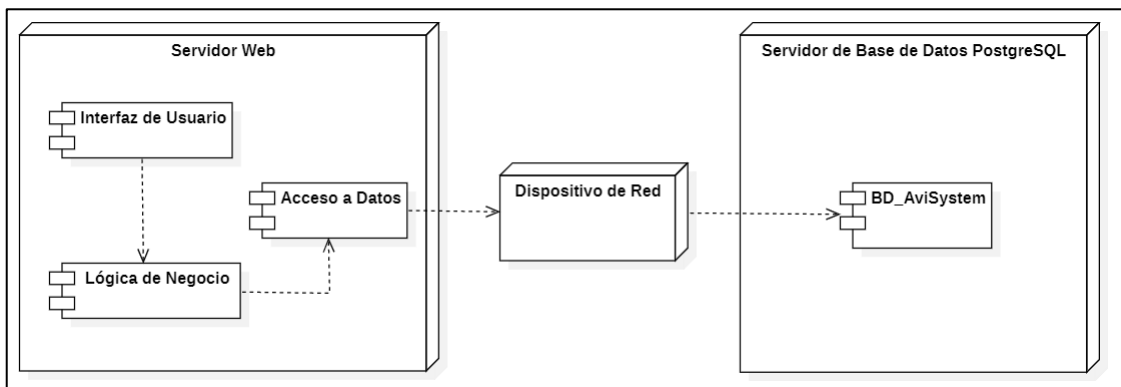 Servidor Web
Servidor de Base de Datos PostgreSQL
Interfaz de Usuario
Acceso a Datos
Dispositivo de Red
BD_AviSystem
Lógica de Negocio